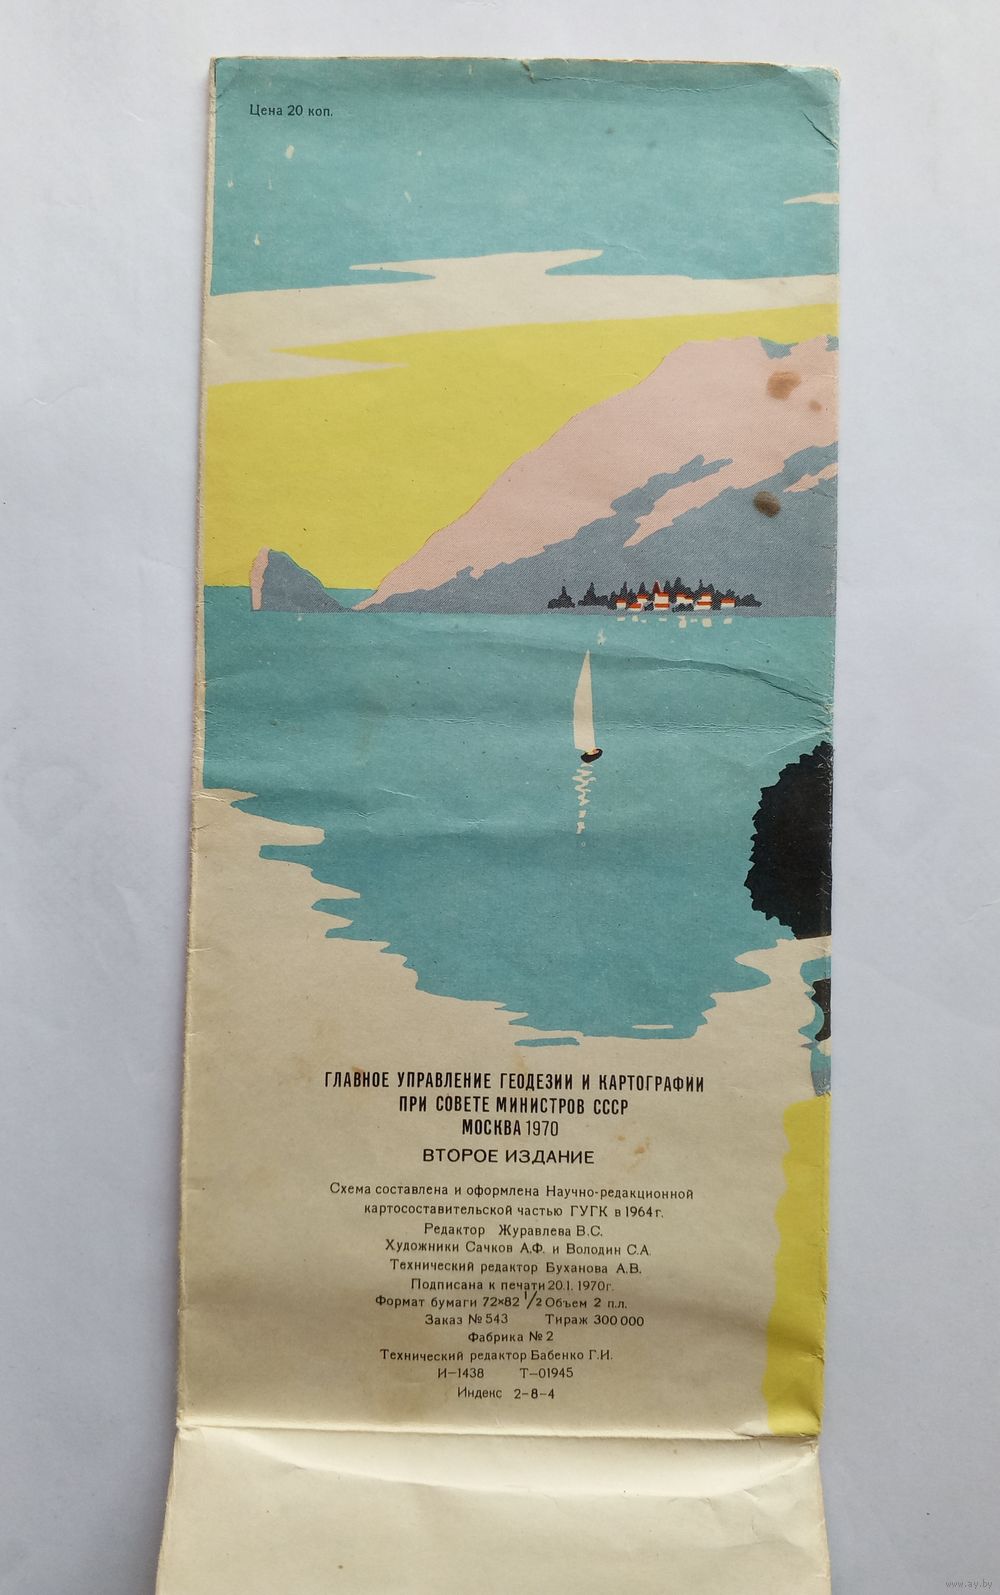 Цена 20 коп.
ГЛАВНОЕ УПРАВЛЕНИЕ ГЕОДЕЗИИ И КАРТОГРАФИИ
ПРИ СОВЕТЕ МИНИСТРОВ СССР
МОСКВА 1970
ВТОРОЕ ИЗДАНИЕ
Схема составлена и оформлена Научно-редакционной
картосоставительской частью ГУГК в 1964г.
Редактор Журавлева В.С.
Художники Сачков А.Ф. и Володин С.А.
Технический редактор Буханова А.В.
Подписана к печати 20.I. 1970г.
Формат бумаги 72×82 1/2 Объем 2 п.л.
Заказ №543 Тираж 300 000
Фабрика №2
Технический редактор Бабенко Г.И.
И-1438 Т-01945
Индекс 2-8-4
www.ay.by